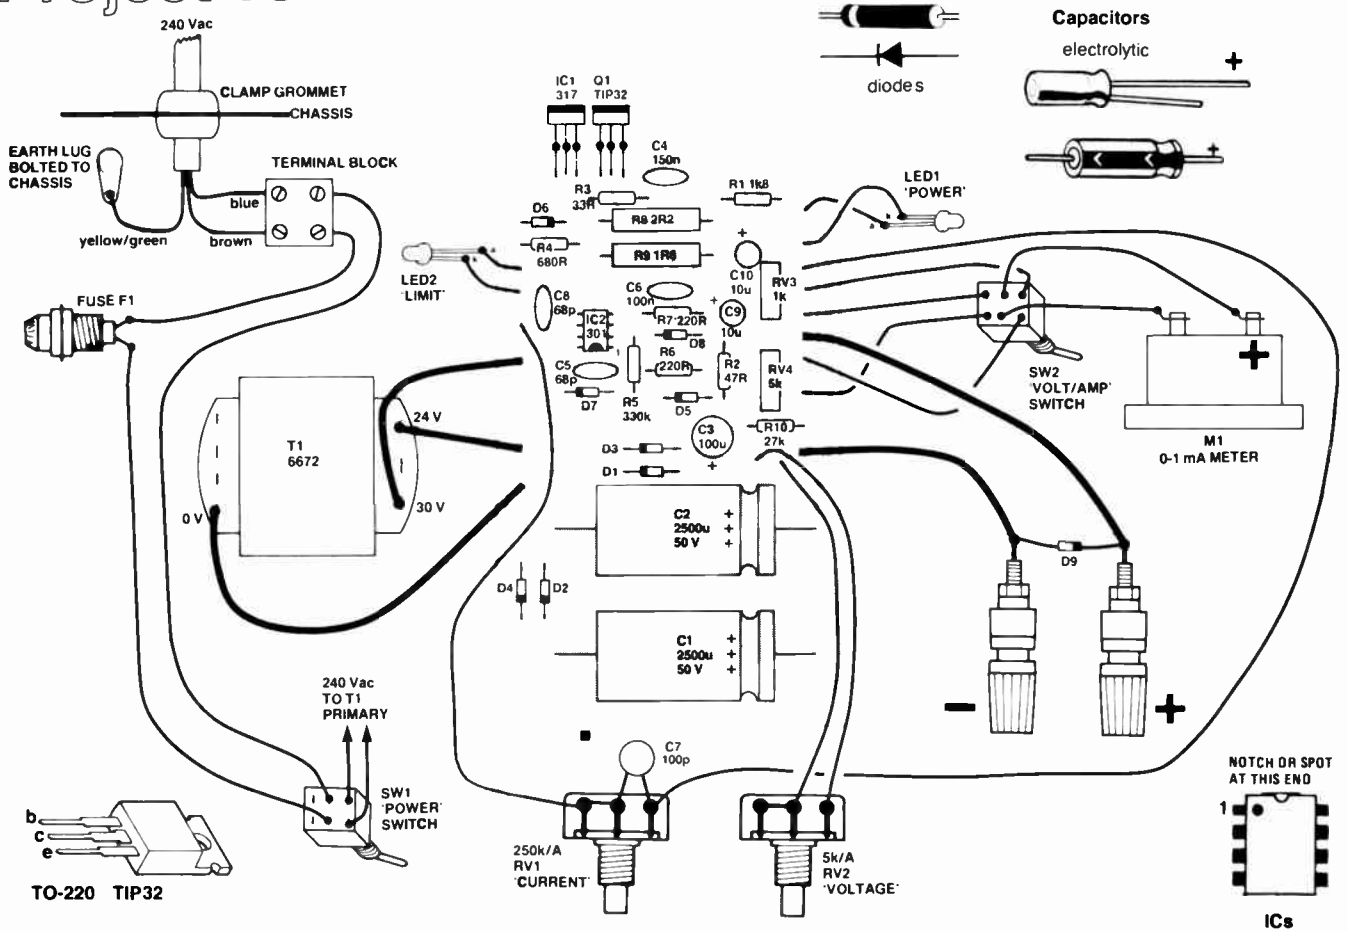 240 Vac
CLAMP GROMMET
CHASSIS
EARTH LUG
BOLTED TO
CHASSIS
TERMINAL BLOCK
blue
brown
yellow/green
FUSE F1
LED2
'LIMIT'
T1
6672
24 V
30 V
0 V
240 Vac
TO T1
PRIMARY
SW1
'POWER'
SWITCH
b
c
e
TO-220 TIP32
IC1
317
Q1
TIP32
C4
150n
R3
33R
R1 1k8
D6
R8 2R2
R4
680R
R9 1R8
C10
10u
RV3
1k
C8
68p
C6
100n
C9
10u
IC2
301
R7 220R
D8
C5
68p
R6
220R
R2
47R
RV4
5k
D7
R5
330k
D5
C3
100u
R10
27k
D3
D1
C2
2500u
50 V
D4
D2
C1
2500u
50 V
C7
100p
250k/A
RV1
'CURRENT'
5k/A
RV2
'VOLTAGE'
diodes
Capacitors
electrolytic
LED1
'POWER'
SW2
'VOLT/AMP'
SWITCH
M1
0-1 mA METER
D9
NOTCH OR SPOT
AT THIS END
1
ICs